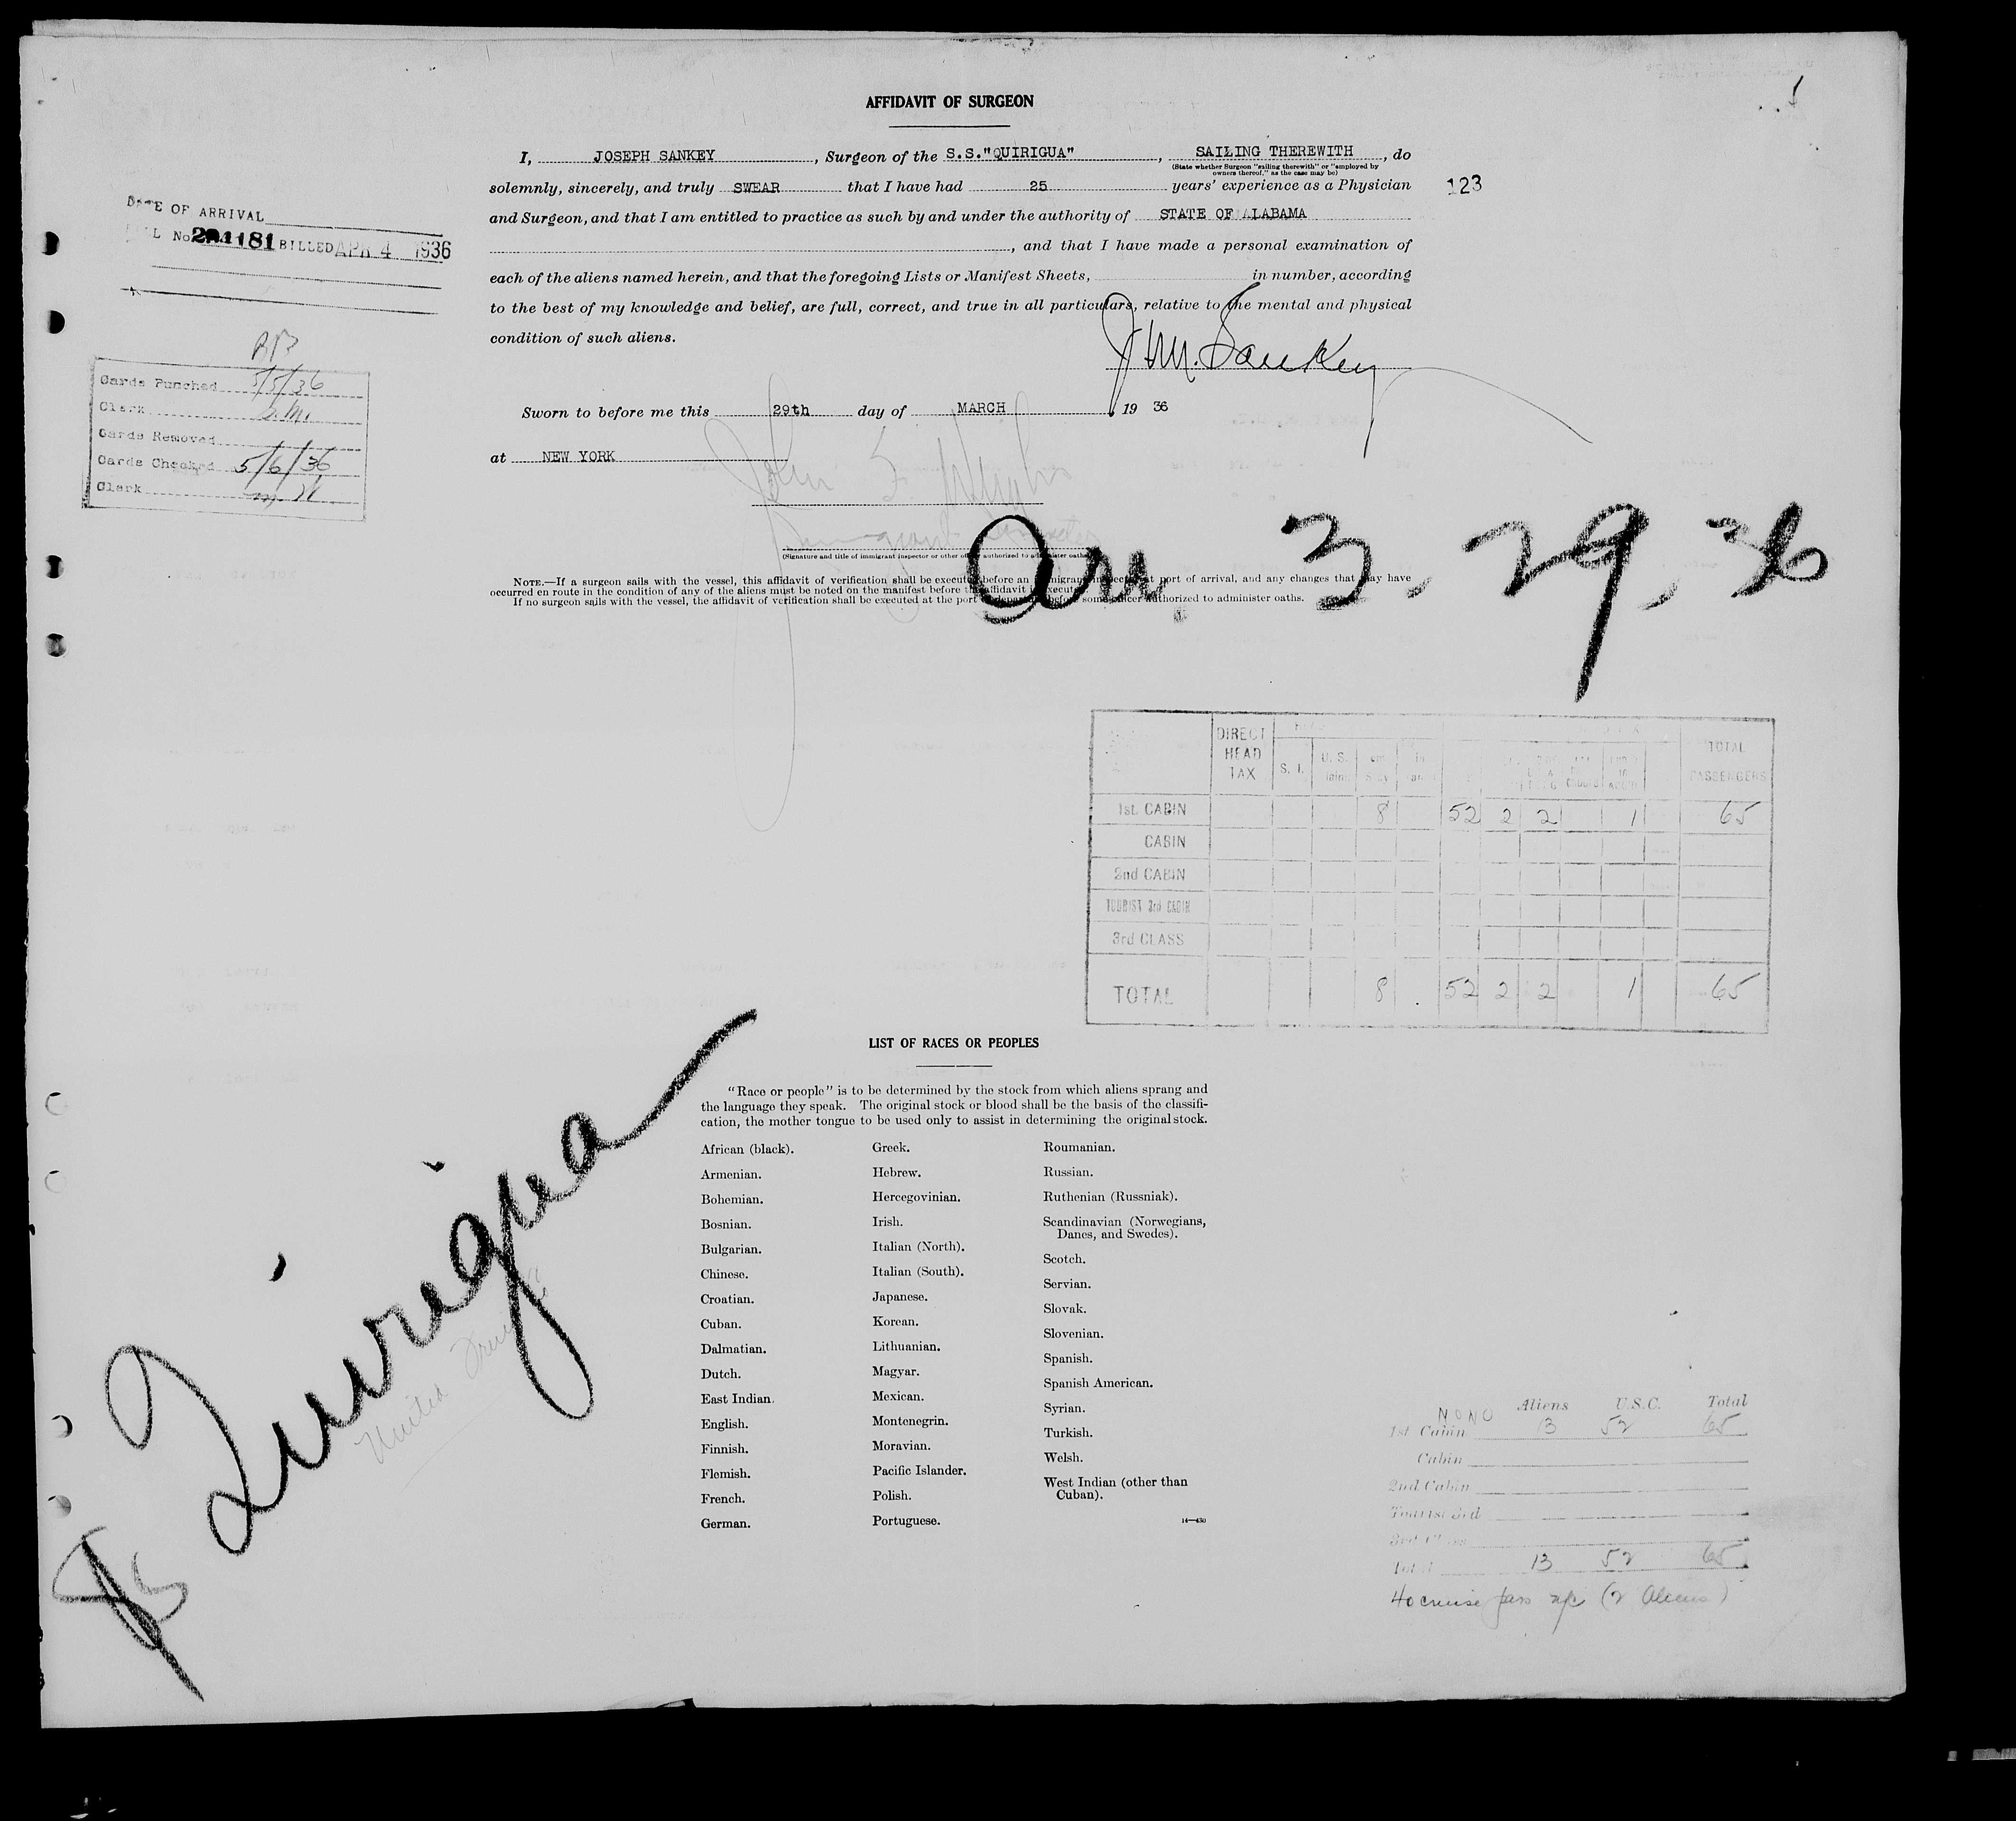 AFFIDAVIT OF SURGEON
I, JOSEPH SANKEY, Surgeon of the S.S."QUIRIGUA", SAILING THEREWITH, do
(State whether Surgeon "sailing therewith" or "employed by
owners thereof," as the case may be)
solemnly, sincerely, and truly SWEAR that I have had 25 years' experience as a Physician
123
and Surgeon, and that I am entitled to practice as such by and under the authority of STATE OF ALABAMA
, and that I have made a personal examination of
each of the aliens named herein, and that the foregoing Lists or Manifest Sheets, in number, according
to the best of my knowledge and belief, are full, correct, and true in all particulars, relative to the mental and physical
condition of such aliens.
J M. Sankey
Sworn to before me this 29th day of MARCH, 19 36
at NEW YORK
John F.
(Signature and title of immigrant inspector or other officer authorized to administer oaths)
Arr. 3, 29, 36
NOTE.—If a surgeon sails with the vessel, this affidavit of verification shall be executed before an immigrant inspector at port of arrival, and any changes that may have
occurred en route in the condition of any of the aliens must be noted on the manifest before the affidavit is executed.
If no surgeon sails with the vessel, the affidavit of verification shall be executed at the port of departure before some officer authorized to administer oaths.
DATE OF ARRIVAL
No 181 BILLED APR 4 1936
Cards Punched 5/5/36
Clerk
Cards Removed
Cards Checked 5/6/36
Clerk
DIRECT HEAD TAX
S. I.
U. S.
TOTAL PASSENGERS
1st. CABIN 8 52 2 2 1 65
CABIN
2nd CABIN
TOURIST 3rd CABIN
3rd CLASS
TOTAL 8 52 2 2 1 65
LIST OF RACES OR PEOPLES
"Race or people" is to be determined by the stock from which aliens sprang and
the language they speak. The original stock or blood shall be the basis of the classifi-
cation, the mother tongue to be used only to assist in determining the original stock.
African (black).
Armenian.
Bohemian.
Bosnian.
Bulgarian.
Chinese.
Croatian.
Cuban.
Dalmatian.
Dutch.
East Indian.
English.
Finnish.
Flemish.
French.
German.
Greek.
Hebrew.
Hercegovinian.
Irish.
Italian (North).
Italian (South).
Japanese.
Korean.
Lithuanian.
Magyar.
Mexican.
Montenegrin.
Moravian.
Pacific Islander.
Polish.
Portuguese.
Roumanian.
Russian.
Ruthenian (Russniak).
Scandinavian (Norwegians,
Danes, and Swedes).
Scotch.
Servian.
Slovak.
Slovenian.
Spanish.
Spanish American.
Syrian.
Turkish.
Welsh.
West Indian (other than
Cuban).
14—430
SS Quirigua
United Fruit
Aliens U.S.C. Total
1st Cabin 13 52 65
Cabin
2nd Cabin
Tourist 3rd
3rd Class
Total 13 52 65
40 cruise pass (2 Aliens)